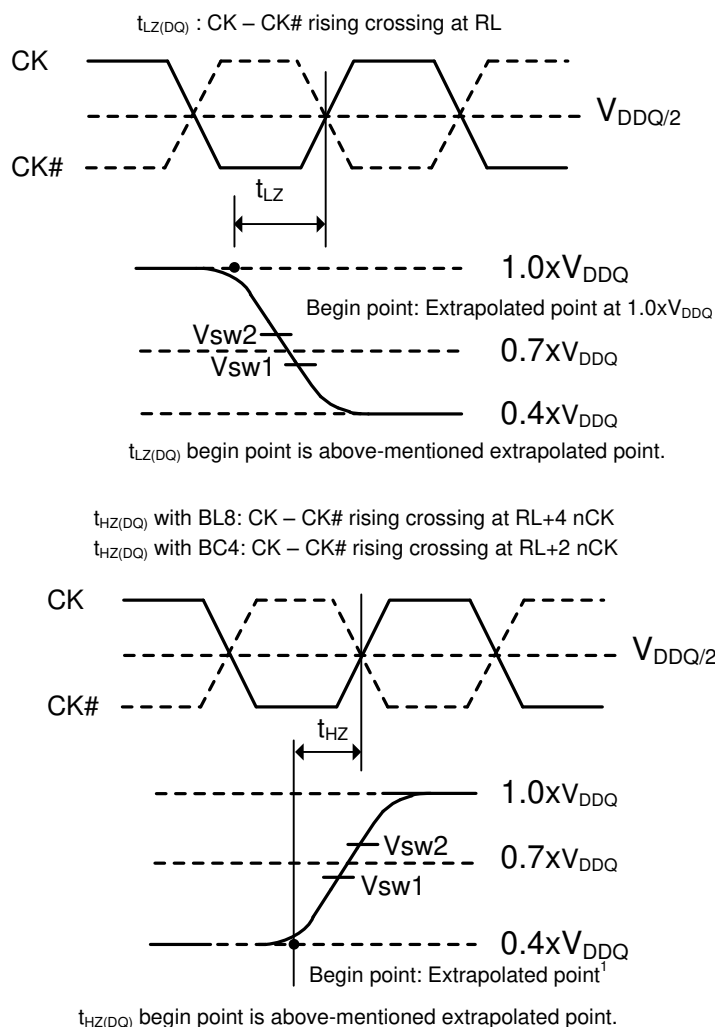 tLZ(DQ) : CK – CK# rising crossing at RL
CK
VDDQ/2
CK#
tLZ
1.0xVDDQ
Begin point: Extrapolated point at 1.0xVDDQ
Vsw2
0.7xVDDQ
Vsw1
0.4xVDDQ
tLZ(DQ) begin point is above-mentioned extrapolated point.
tHZ(DQ) with BL8: CK – CK# rising crossing at RL+4 nCK
tHZ(DQ) with BC4: CK – CK# rising crossing at RL+2 nCK
CK
VDDQ/2
CK#
tHZ
1.0xVDDQ
Vsw2
0.7xVDDQ
Vsw1
0.4xVDDQ
Begin point: Extrapolated point¹
tHZ(DQ) begin point is above-mentioned extrapolated point.